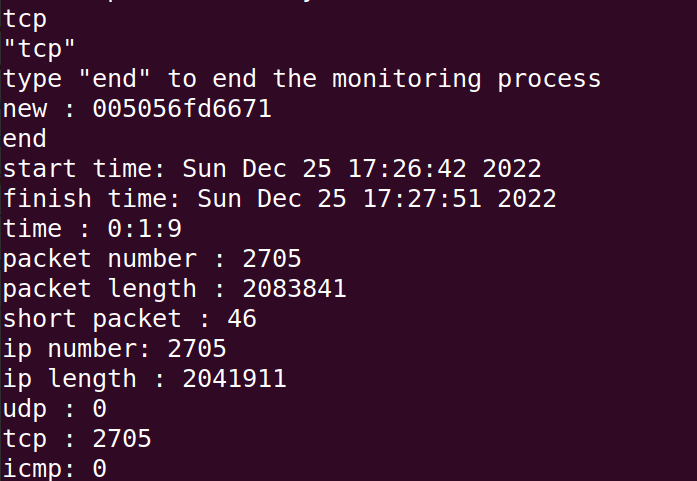 tcp
"tcp"
type "end" to end the monitoring process
new : 005056fd6671
end
start time: Sun Dec 25 17:26:42 2022
finish time: Sun Dec 25 17:27:51 2022
time : 0:1:9
packet number : 2705
packet length : 2083841
short packet : 46
ip number: 2705
ip length : 2041911
udp : 0
tcp : 2705
icmp: 0